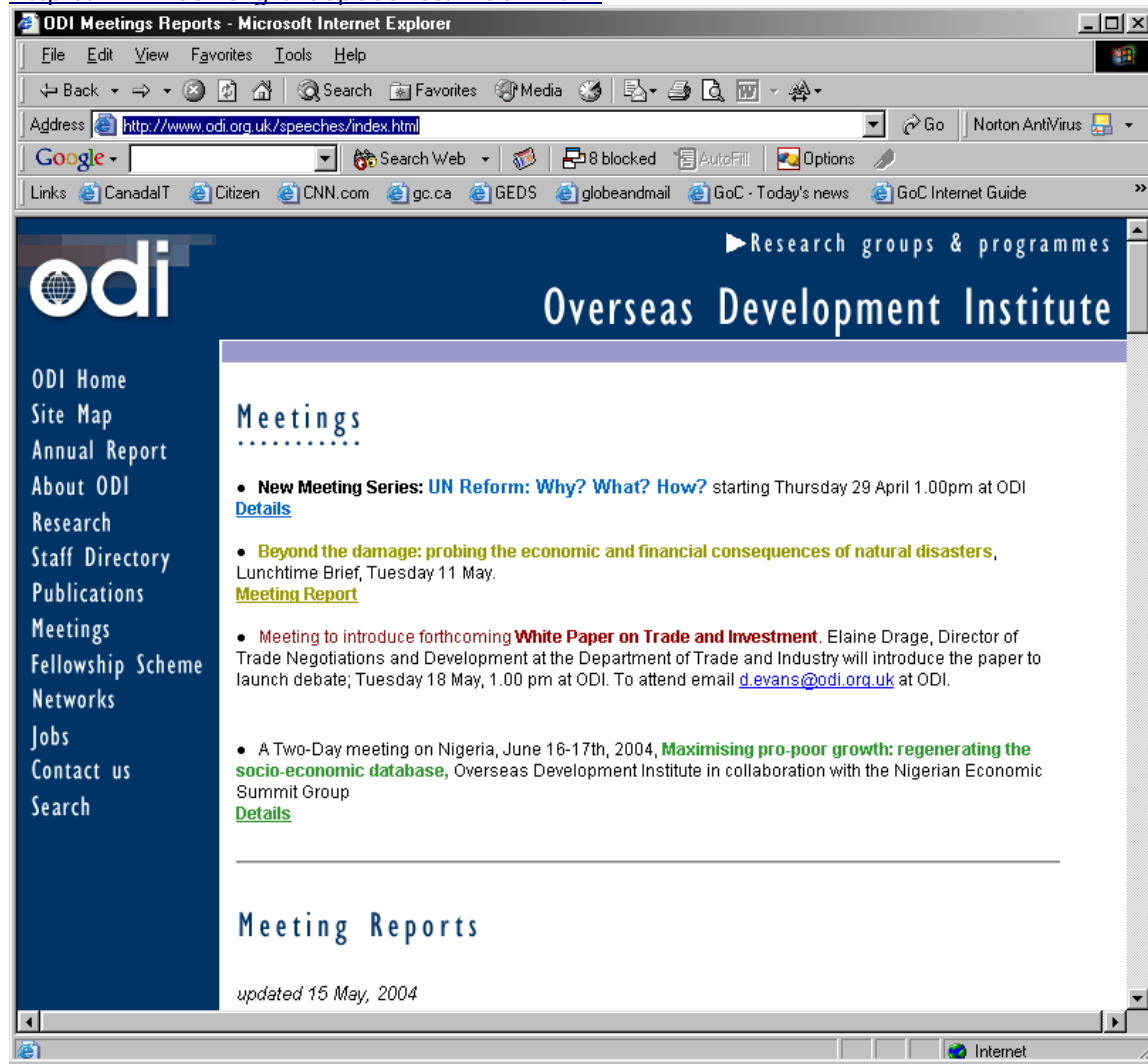 ODI Meetings Reports - Microsoft Internet Explorer
File Edit View Favorites Tools Help
Back Search Favorites Media
Address http://www.odi.org.uk/speeches/index.html Go Norton AntiVirus
Google Search Web 8 blocked AutoFill Options
Links CanadaIT Citizen CNN.com gc.ca GEDS globeandmail GoC - Today's news GoC Internet Guide »
odi
Research groups & programmes
Overseas Development Institute
ODI Home
Site Map
Annual Report
About ODI
Research
Staff Directory
Publications
Meetings
Fellowship Scheme
Networks
Jobs
Contact us
Search
Meetings
• New Meeting Series: UN Reform: Why? What? How? starting Thursday 29 April 1.00pm at ODI
Details
• Beyond the damage: probing the economic and financial consequences of natural disasters,
Lunchtime Brief, Tuesday 11 May.
Meeting Report
• Meeting to introduce forthcoming White Paper on Trade and Investment. Elaine Drage, Director of
Trade Negotiations and Development at the Department of Trade and Industry will introduce the paper to
launch debate; Tuesday 18 May, 1.00 pm at ODI. To attend email d.evans@odi.org.uk at ODI.
• A Two-Day meeting on Nigeria, June 16-17th, 2004, Maximising pro-poor growth: regenerating the
socio-economic database, Overseas Development Institute in collaboration with the Nigerian Economic
Summit Group
Details
Meeting Reports
updated 15 May, 2004
Internet